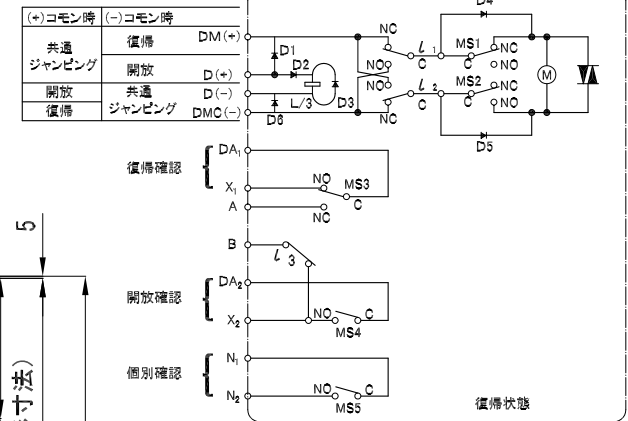 (+)コモン時 (-)コモン時
共通
ジャンピング
復帰
DM(+)
開放
D(+)
開放
共通
ジャンピング
D(-)
復帰
DMC(-)
D1
D2
D3
D6
L/3
NC
NO
NO
NC
l 1
C
l 2
C
D4
MS1
NC
C
NO
MS2
NC
C
NO
D5
M
復帰確認
DA1
X1
A
NO
MS3
C
NC
B
l 3
開放確認
DA2
X2
NO
C
MS4
個別確認
N1
N2
NO
C
MS5
復帰状態
5
寸法)